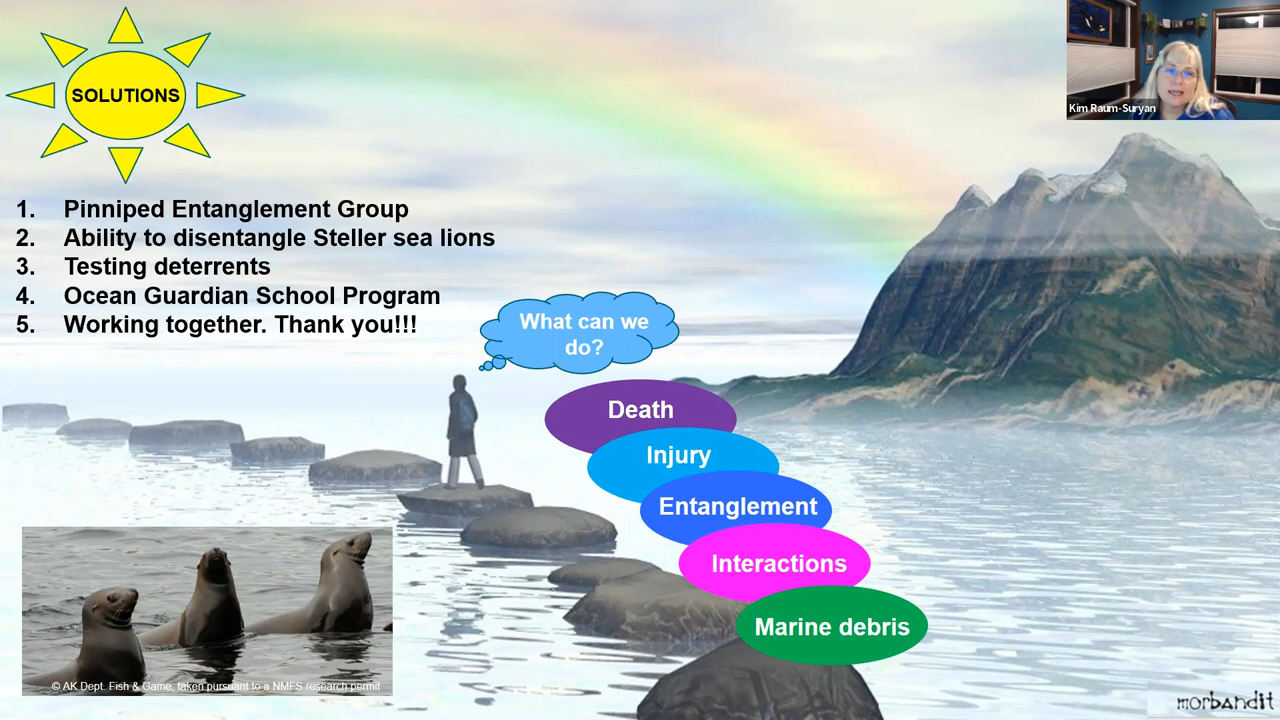 SOLUTIONS
Kim Raum-Suryan
1. Pinniped Entanglement Group
2. Ability to disentangle Steller sea lions
3. Testing deterrents
4. Ocean Guardian School Program
5. Working together. Thank you!!!
What can we
do?
Death
Injury
Entanglement
Interactions
Marine debris
© AK Dept. Fish & Game, taken pursuant to a NMFS research permit
morbandit